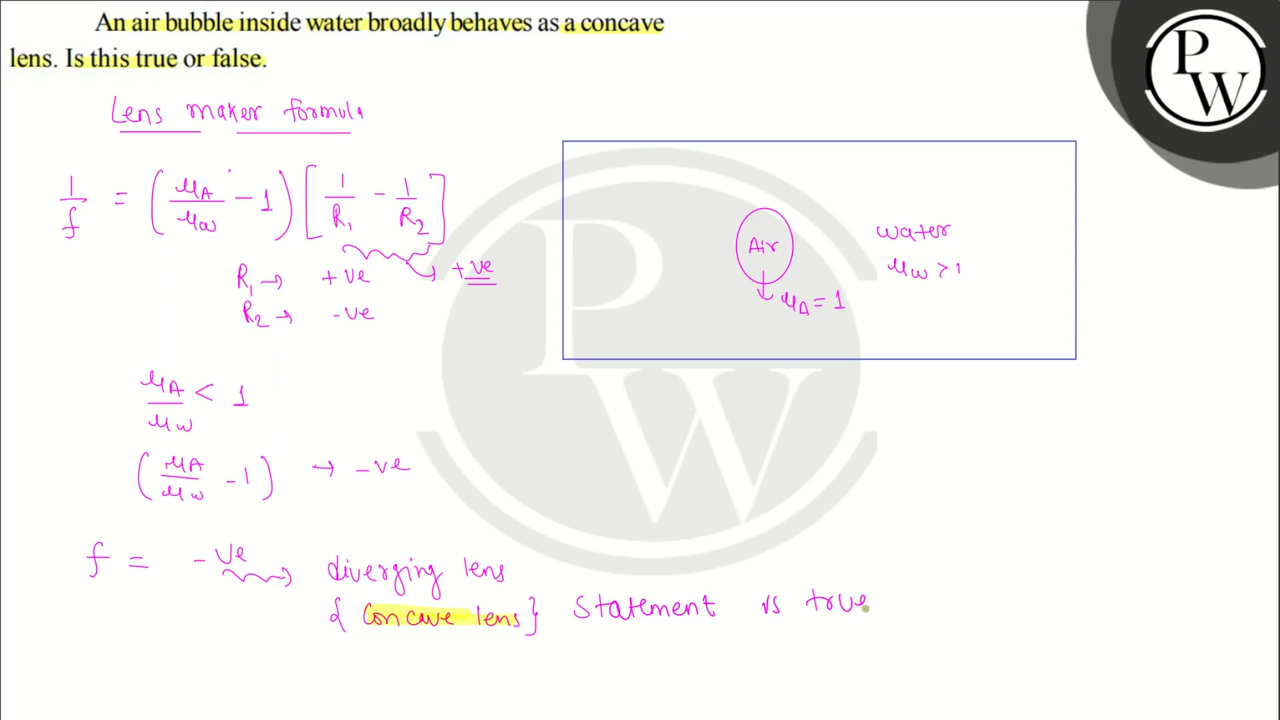 An air bubble inside water broadly behaves as a concave
lens. Is this true or false.
Lens maker formula
1/f = (μA/μw - 1) [1/R1 - 1/R2]
R1 → +ve → +ve
R2 → -ve
μA/μw < 1
(μA/μw - 1) → -ve
f = -ve → diverging lens
{ Concave lens } Statement is true
Air
μA = 1
water
μw > 1
P
W
P
W